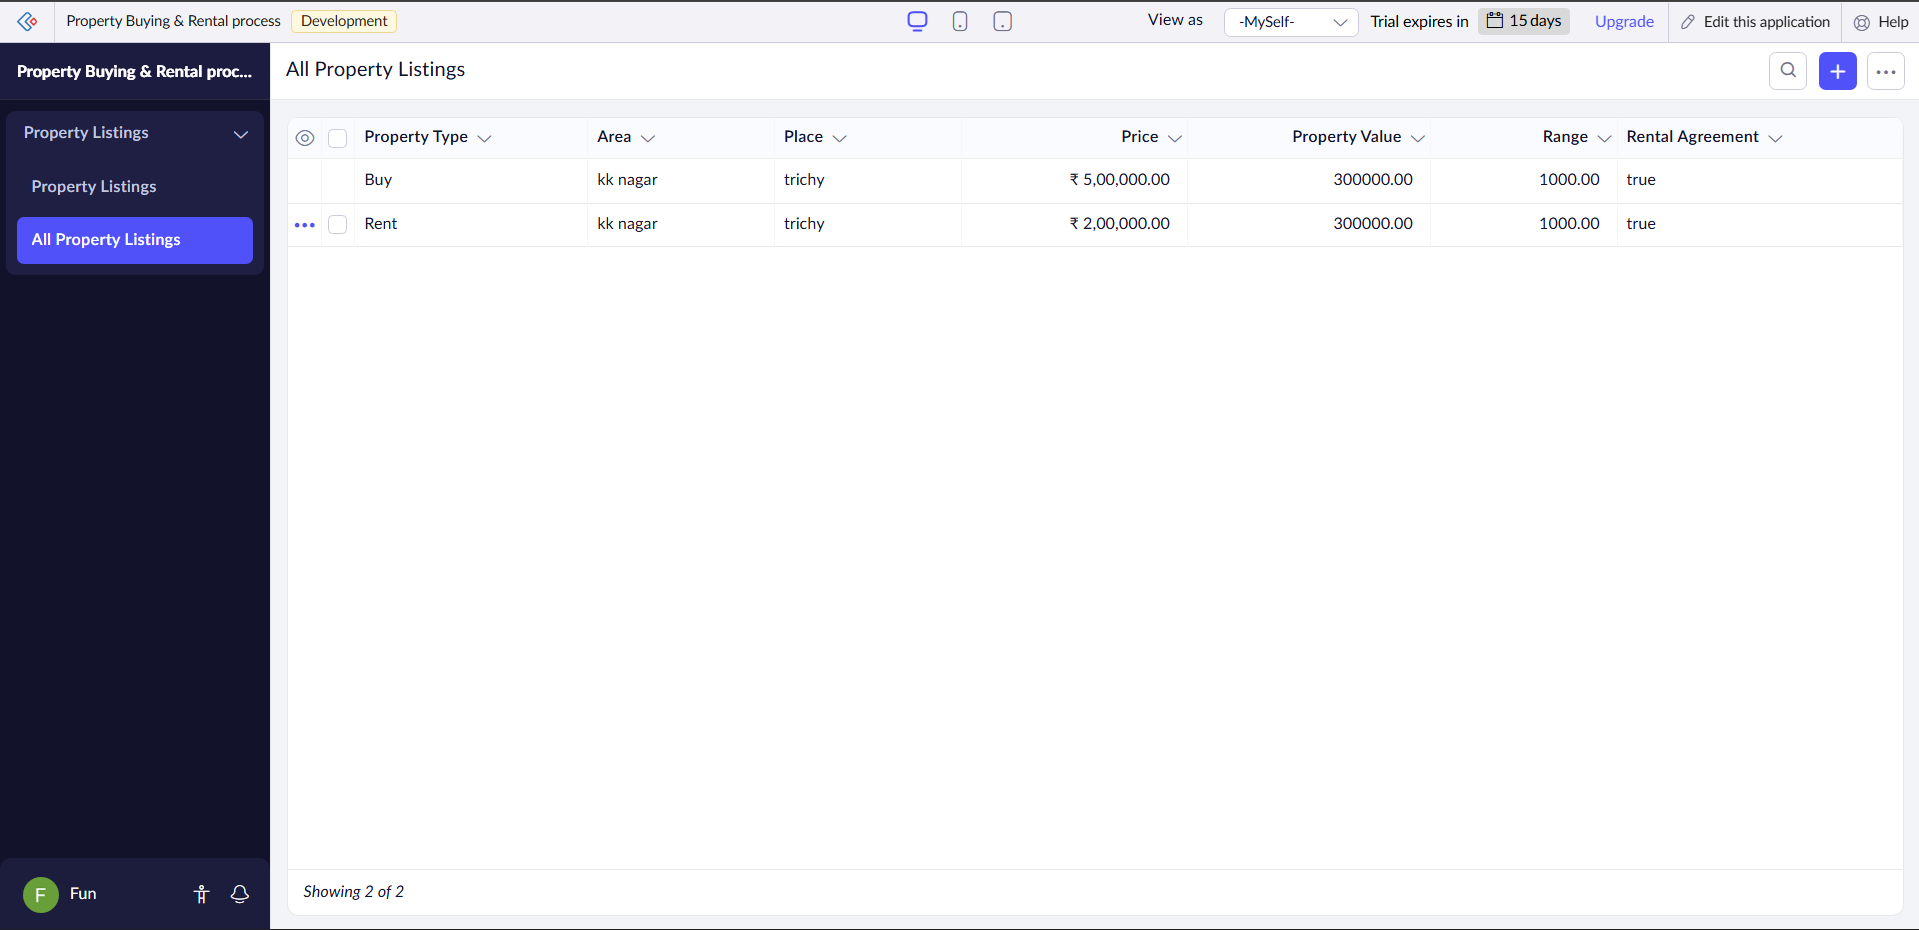 Property Buying & Rental process Development View as -MySelf- Trial expires in 15 days Upgrade Edit this application Help
Property Buying & Rental proc...
All Property Listings
Property Listings
Property Listings
All Property Listings
Property Type Area Place Price Property Value Range Rental Agreement
Buy kk nagar trichy ₹ 5,00,000.00 300000.00 1000.00 true
Rent kk nagar trichy ₹ 2,00,000.00 300000.00 1000.00 true
Showing 2 of 2
F Fun